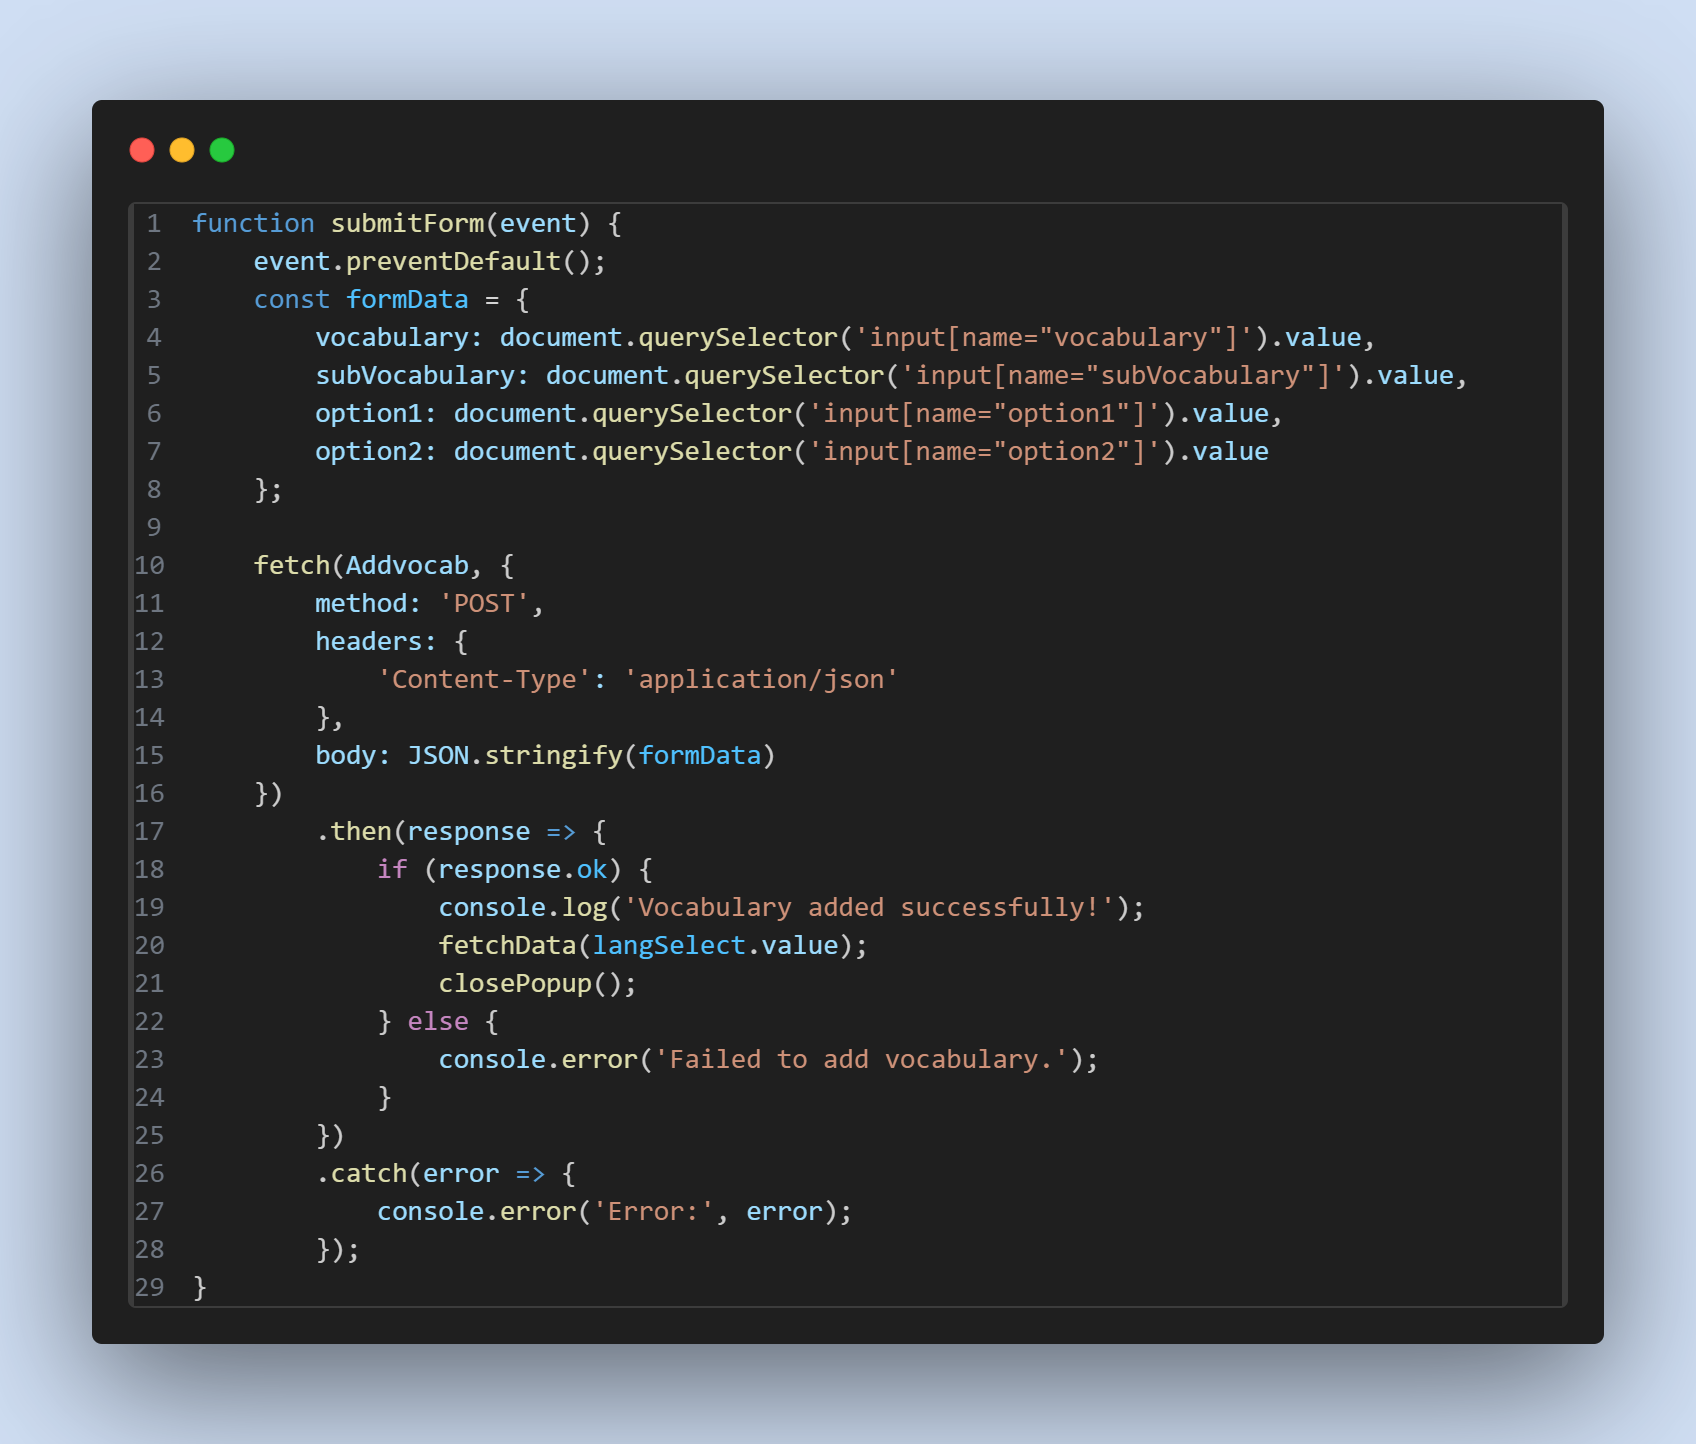 1 function submitForm(event) {
2     event.preventDefault();
3     const formData = {
4         vocabulary: document.querySelector('input[name="vocabulary"]').value,
5         subVocabulary: document.querySelector('input[name="subVocabulary"]').value,
6         option1: document.querySelector('input[name="option1"]').value,
7         option2: document.querySelector('input[name="option2"]').value
8     };
9
10     fetch(Addvocab, {
11         method: 'POST',
12         headers: {
13             'Content-Type': 'application/json'
14         },
15         body: JSON.stringify(formData)
16     })
17         .then(response => {
18             if (response.ok) {
19                 console.log('Vocabulary added successfully!');
20                 fetchData(langSelect.value);
21                 closePopup();
22             } else {
23                 console.error('Failed to add vocabulary.');
24             }
25         })
26         .catch(error => {
27             console.error('Error:', error);
28         });
29 }